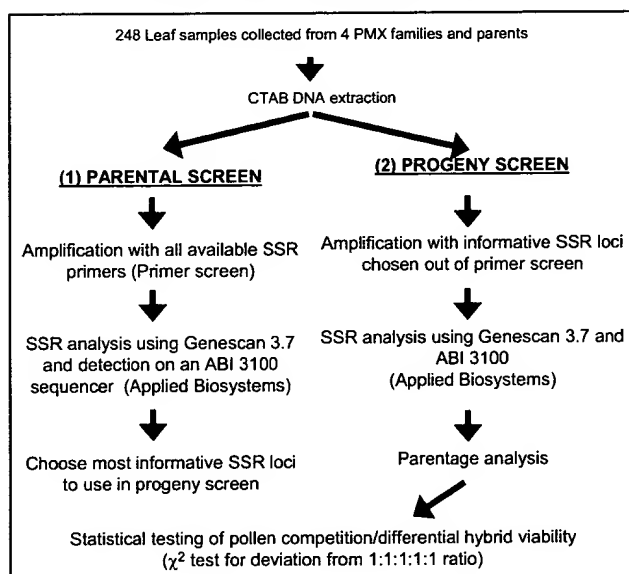 248 Leaf samples collected from 4 PMX families and parents
CTAB DNA extraction
(1) PARENTAL SCREEN
Amplification with all available SSR
primers (Primer screen)
SSR analysis using Genescan 3.7
and detection on an ABI 3100
sequencer (Applied Biosystems)
Choose most informative SSR loci
to use in progeny screen
(2) PROGENY SCREEN
Amplification with informative SSR loci
chosen out of primer screen
SSR analysis using Genescan 3.7 and
ABI 3100
(Applied Biosystems)
Parentage analysis
Statistical testing of pollen competition/differential hybrid viability
(χ² test for deviation from 1:1:1:1:1 ratio)